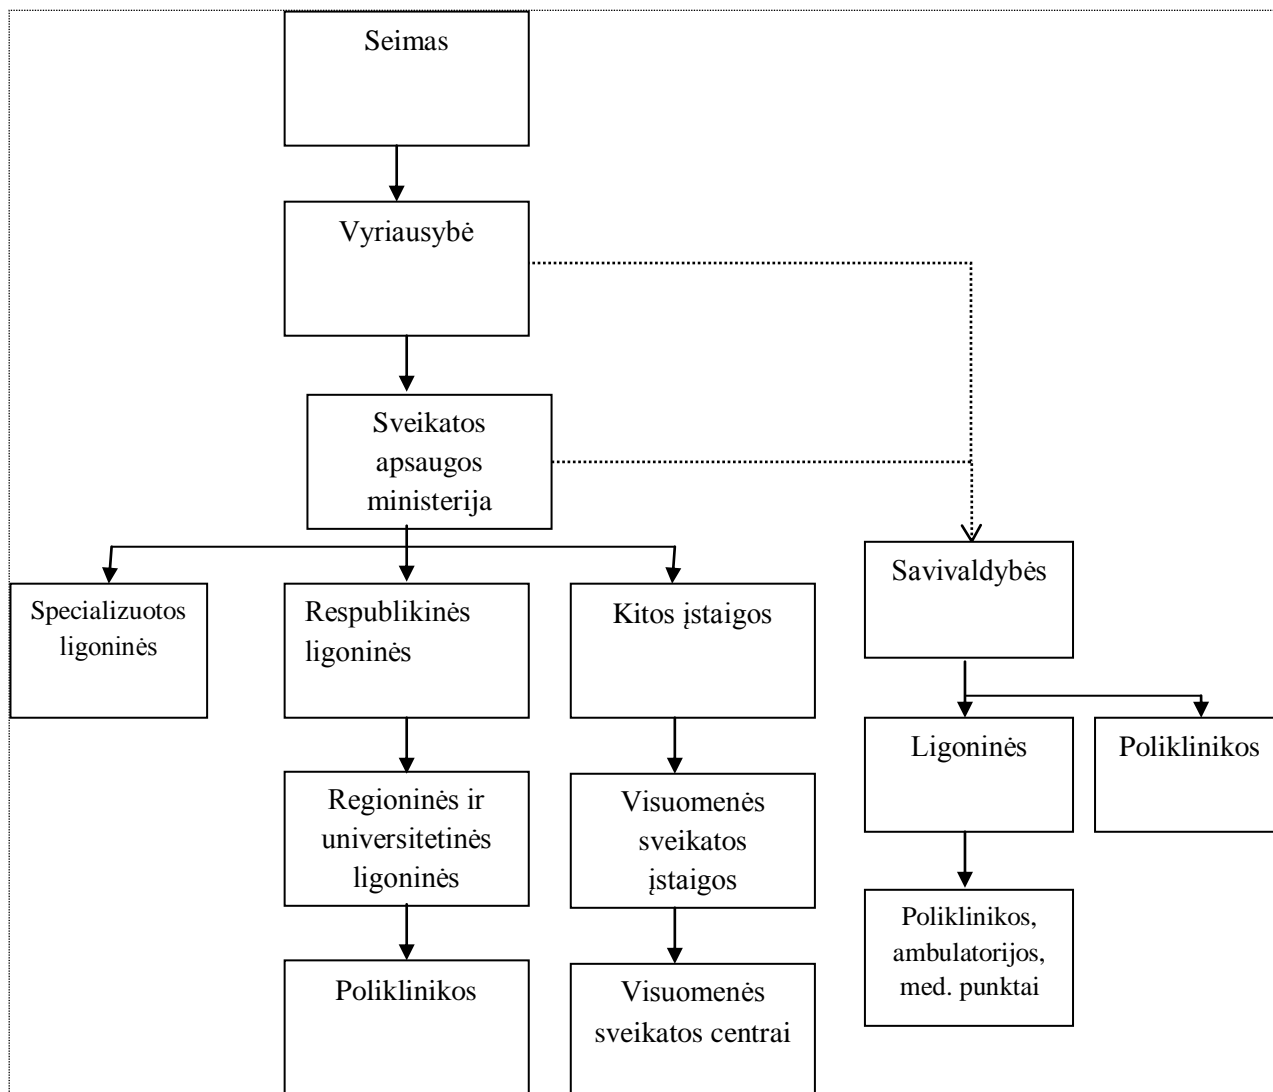 Seimas
Vyriausybė
Sveikatos
apsaugos
ministerija
Savivaldybės
Specializuotos
ligoninės
Respublikinės
ligoninės
Kitos įstaigos
Ligoninės
Poliklinikos
Regioninės ir
universitetinės
ligoninės
Visuomenės
sveikatos
įstaigos
Poliklinikos,
ambulatorijos,
med. punktai
Poliklinikos
Visuomenės
sveikatos centrai